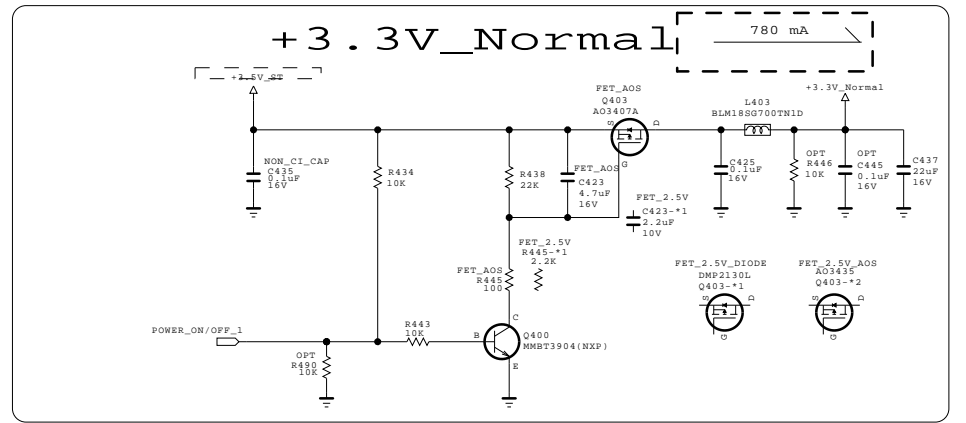 +3.3V_Normal
780 mA
+3.5V_ST
FET_AOS
Q403
AO3407A
S
D
G
L403
BLM18SG700TN1D
+3.3V_Normal
NON_CI_CAP
C435
0.1uF
16V
R434
10K
R438
22K
FET_AOS
C423
4.7uF
16V
FET_2.5V
C423-*1
2.2uF
10V
C425
0.1uF
16V
OPT
R446
10K
OPT
C445
0.1uF
16V
C437
22uF
16V
FET_2.5V
R445-*1
2.2K
FET_AOS
R445
100
FET_2.5V_DIODE
DMP2130L
Q403-*1
S
D
G
FET_2.5V_AOS
AO3435
Q403-*2
S
D
G
POWER_ON/OFF_1
OPT
R490
10K
R443
10K
B
C
E
Q400
MMBT3904(NXP)